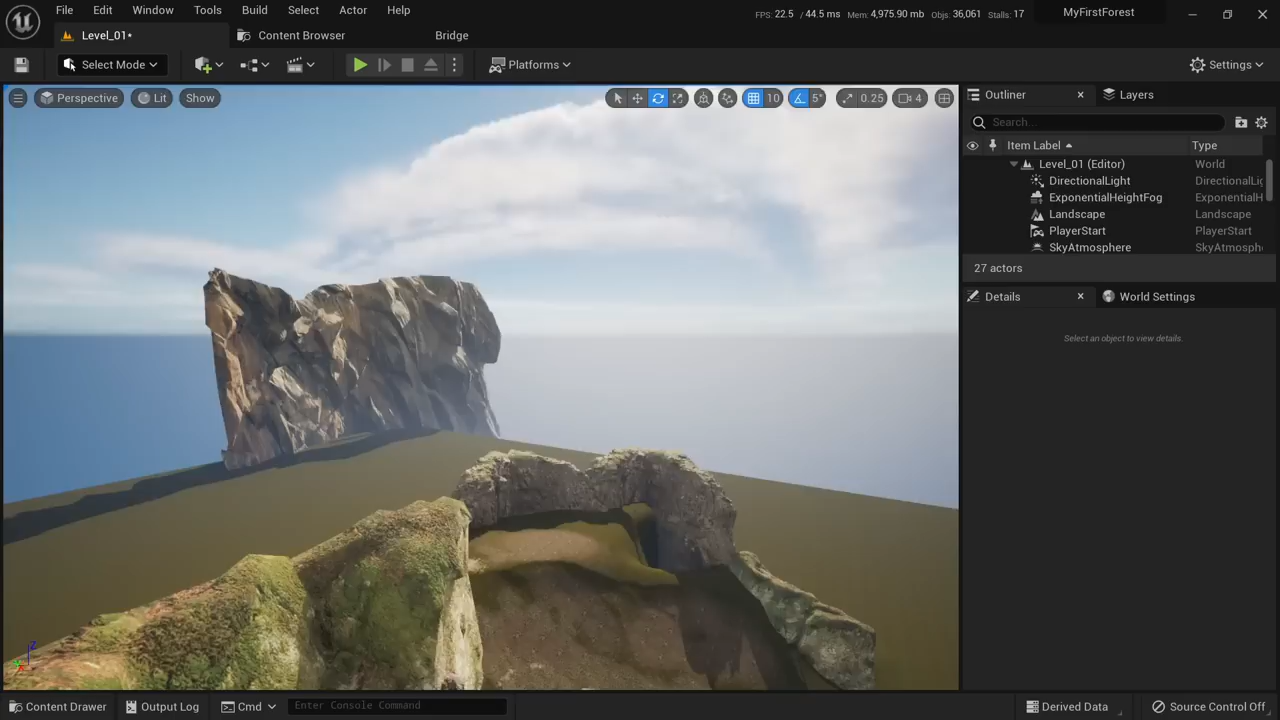 File Edit Window Tools Build Select Actor Help
FPS: 22.5 / 44.5 ms Mem: 4,975.90 mb Objs: 36,061 Stalls: 17 MyFirstForest
Level_01• Content Browser Bridge
Select Mode Platforms Settings
Perspective Lit Show 10 5° 0.25 4
Outliner Layers
Search...
Item Label Type
Level_01 (Editor) World
DirectionalLight DirectionalLig
ExponentialHeightFog ExponentialH
Landscape Landscape
PlayerStart PlayerStart
SkyAtmosphere SkyAtmosph
27 actors
Details World Settings
Select an object to view details.
Z
Content Drawer Output Log Cmd Enter Console Command Derived Data Source Control Off